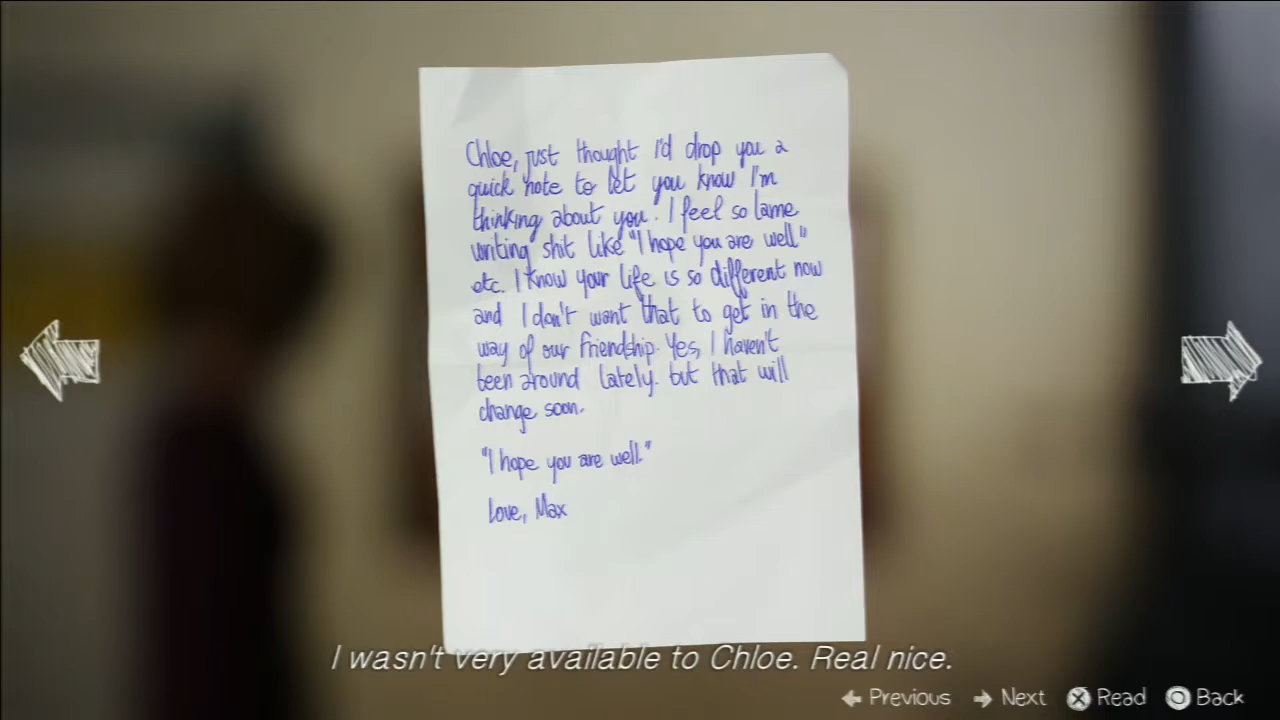 Chloe, just thought I'd drop you a
quick note to let you know I'm
thinking about you. I feel so lame
writing shit like "I hope you are well"
etc. I know your life is so different now
and I don't want that to get in the
way of our friendship. Yes, I haven't
been around lately. but that will
change soon.
"I hope you are well."
Love, Max
I wasn't very available to Chloe. Real nice.
Previous Next Read Back